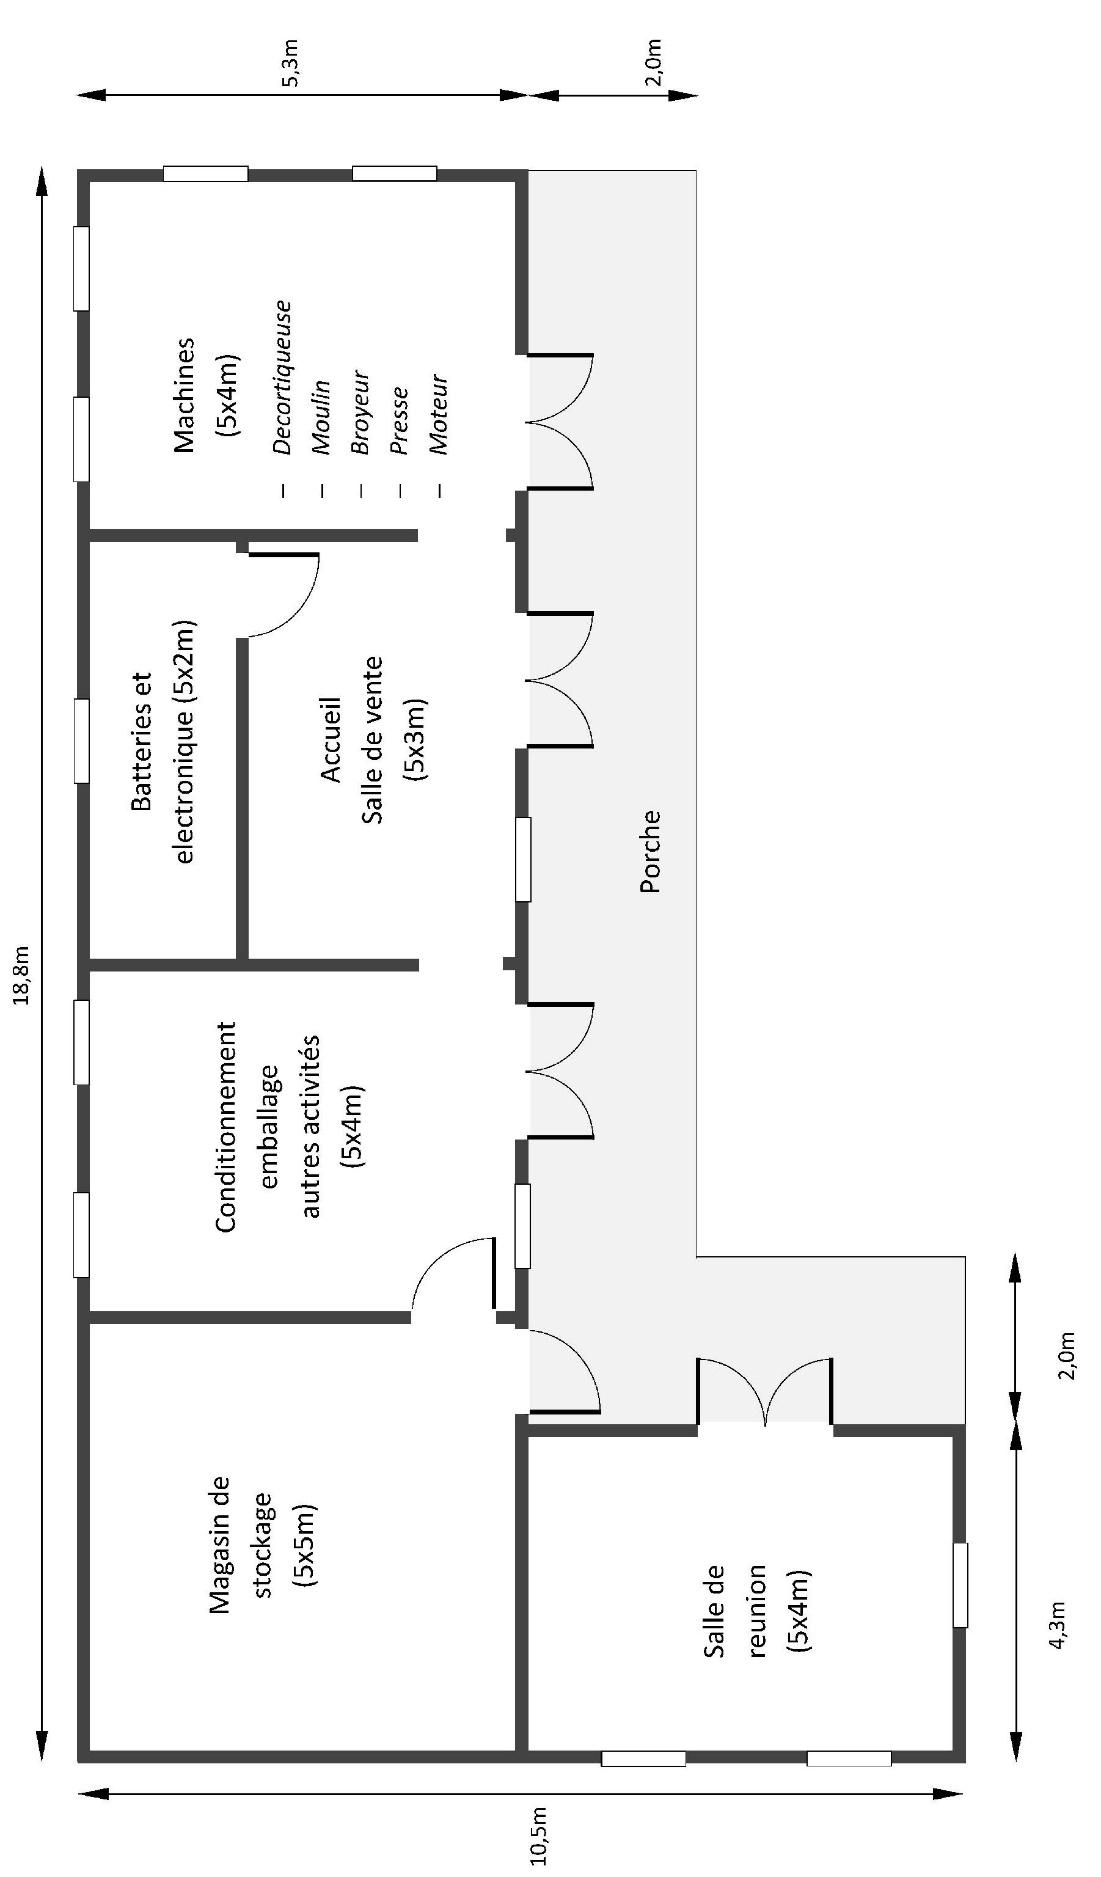 18,8m
5,3m
2,0m
Machines
(5x4m)
– Decortiqueuse
– Moulin
– Broyeur
– Presse
– Moteur
Batteries et
electronique (5x2m)
Accueil
Salle de vente
(5x3m)
Porche
Conditionnement
emballage
autres activités
(5x4m)
Magasin de
stockage
(5x5m)
Salle de
reunion
(5x4m)
2,0m
4,3m
10,5m